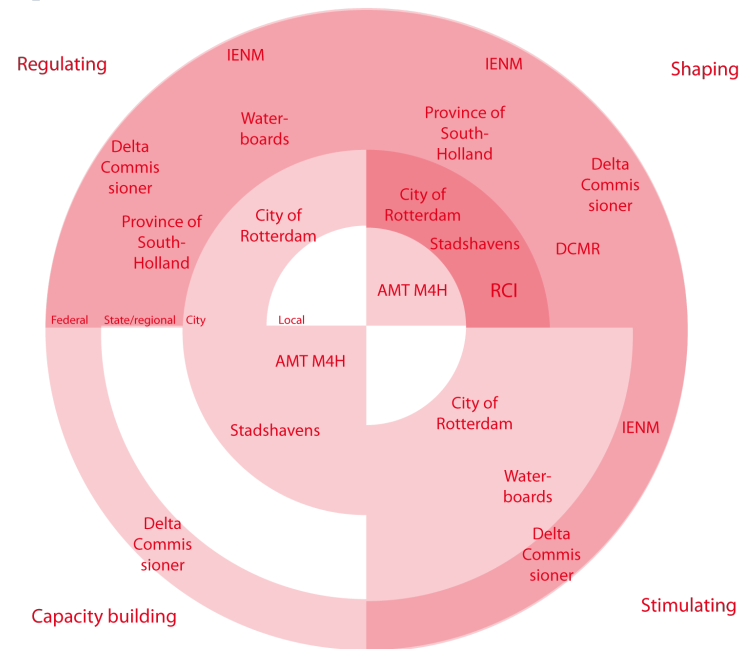 Regulating
IENM
Water-
boards
Delta
Commis
sioner
Province of
South-
Holland
City of
Rotterdam
IENM
Shaping
Province of
South-
Holland
Delta
Commis
sioner
City of
Rotterdam
Stadshavens
DCMR
AMT M4H
RCI
Federal
State/regional
City
Local
AMT M4H
Stadshavens
Delta
Commis
sioner
Capacity building
City of
Rotterdam
IENM
Water-
boards
Delta
Commis
sioner
Stimulating